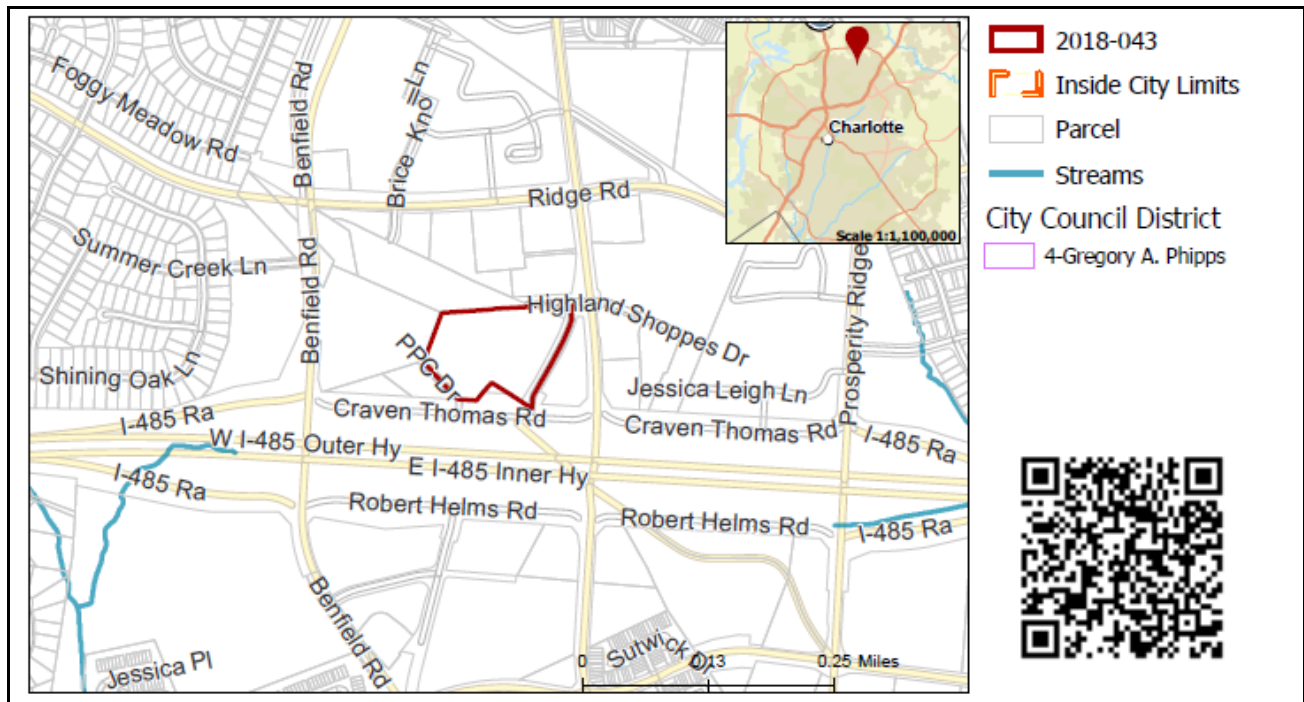 Foggy Meadow Rd
Benfield Rd
Brice Knoll Ln
Ridge Rd
Charlotte
Scale 1:1,100,000
Summer Creek Ln
Benfield Rd
Highland Shoppes Dr
Prosperity Ridge
PPC Dr
Shining Oak Ln
Jessica Leigh Ln
I-485 Ra
Craven Thomas Rd
Craven Thomas Rd
I-485 Ra
W I-485 Outer Hy
E I-485 Inner Hy
I-485 Ra
Robert Helms Rd
Robert Helms Rd
I-485 Ra
Benfield Rd
Jessica Pl
Sutwick Dr
0 0.13 0.25 Miles
2018-043
Inside City Limits
Parcel
Streams
City Council District
4-Gregory A. Phipps